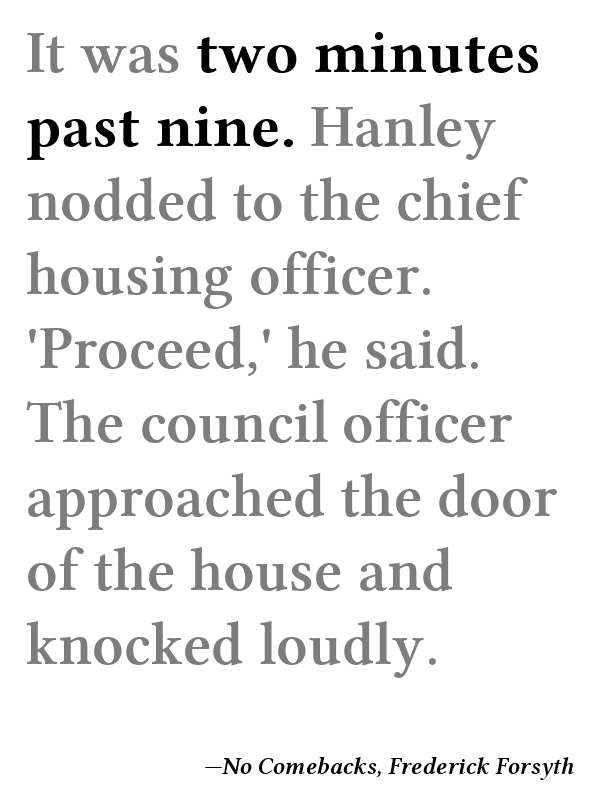 It was two minutes
past nine. Hanley
nodded to the chief
housing officer.
'Proceed,' he said.
The council officer
approached the door
of the house and
knocked loudly.
—No Comebacks, Frederick Forsyth